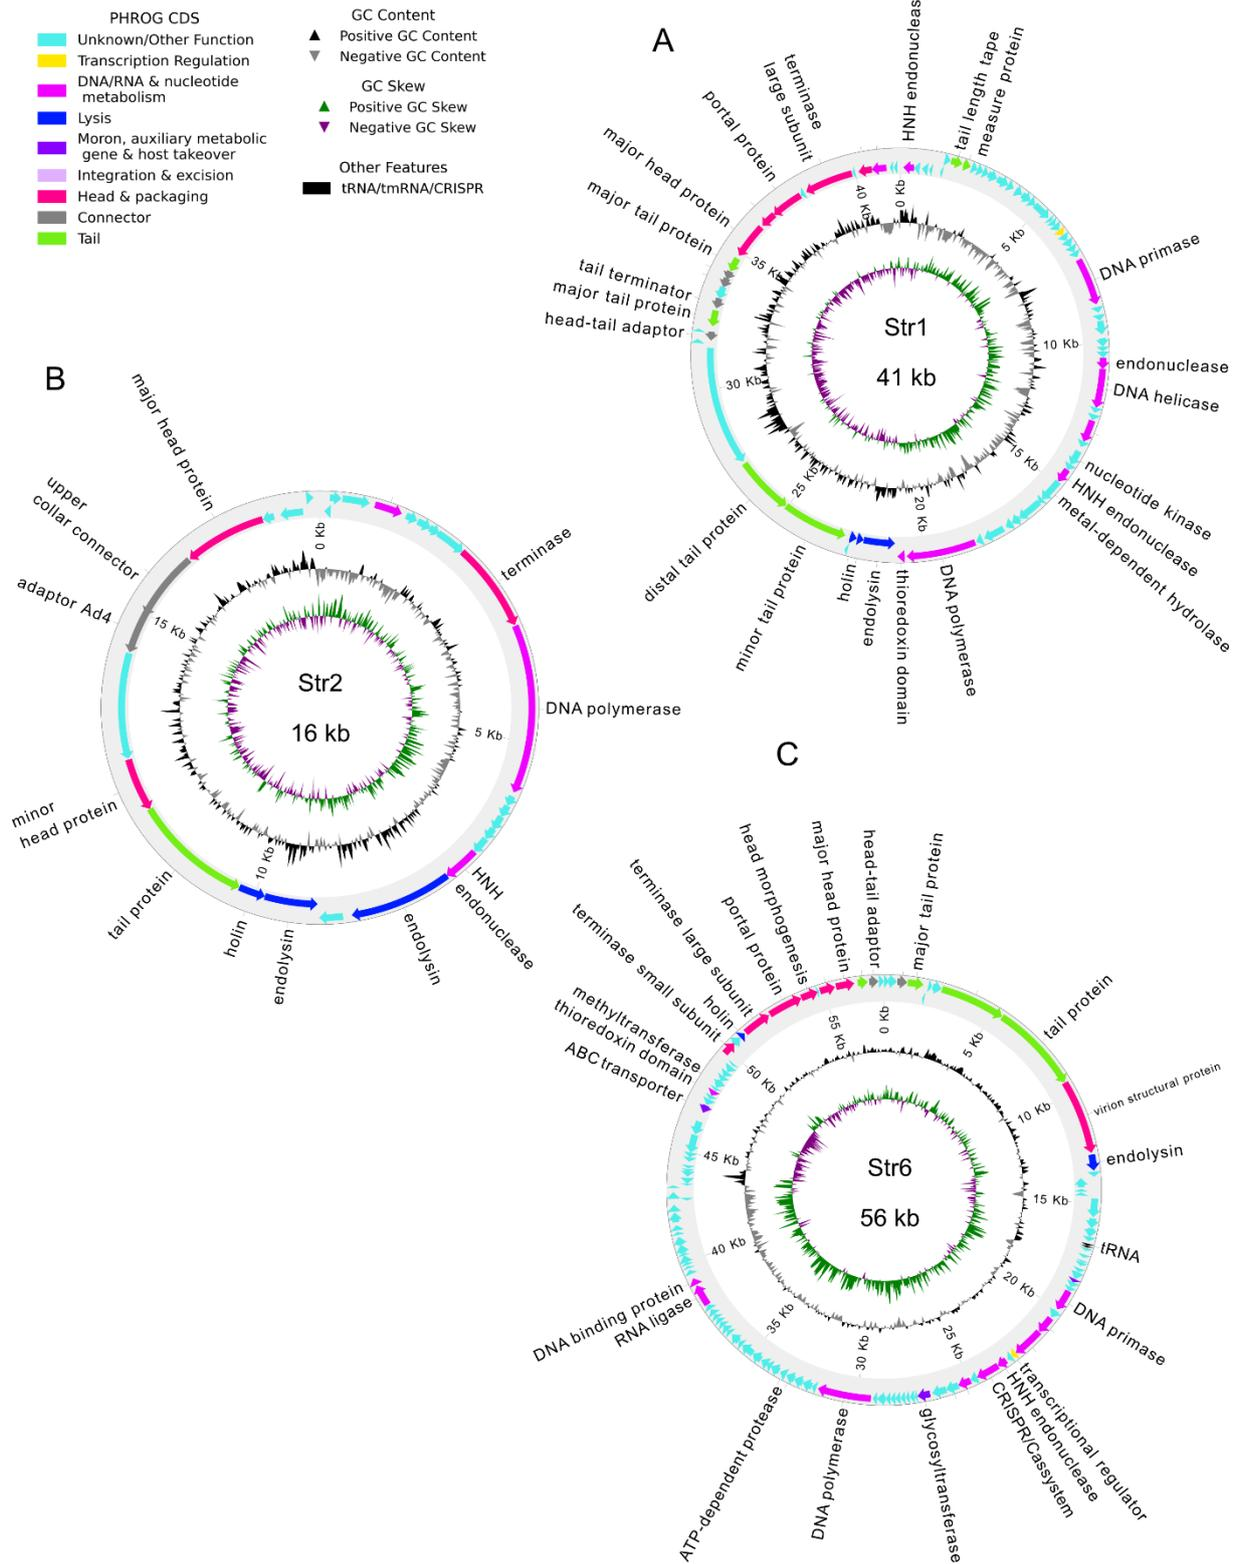 PHROG CDS
Unknown/Other Function
Transcription Regulation
DNA/RNA & nucleotide
metabolism
Lysis
Moron, auxiliary metabolic
gene & host takeover
Integration & excision
Head & packaging
Connector
Tail
GC Content
Positive GC Content
Negative GC Content
GC Skew
Positive GC Skew
Negative GC Skew
Other Features
tRNA/tmRNA/CRISPR
A
HNH endonucleas
tail length tape
measure protein
DNA primase
endonuclease
DNA helicase
nucleotide kinase
HNH endonuclease
metal-dependent hydrolase
DNA polymerase
thioredoxin domain
endolysin
holin
minor tail protein
distal tail protein
head-tail adaptor
major tail protein
tail terminator
major tail protein
major head protein
portal protein
terminase
large subunit
0 Kb
5 Kb
10 Kb
15 Kb
20 Kb
25 Kb
30 Kb
35 Kb
40 Kb
Str1
41 kb
B
major head protein
upper
collar connector
adaptor Ad4
minor
head protein
tail protein
holin
endolysin
endolysin
HNH
endonuclease
DNA polymerase
terminase
0 Kb
5 Kb
10 Kb
15 Kb
Str2
16 kb
C
head-tail adaptor
major tail protein
tail protein
virion structural protein
endolysin
tRNA
DNA primase
transcriptional regulator
HNH endonuclease
CRISPR/Cassystem
glycosyltransferase
DNA polymerase
ATP-dependent protease
RNA ligase
DNA binding protein
ABC transporter
thioredoxin domain
methyltransferase
terminase small subunit
holin
terminase large subunit
portal protein
head morphogenesis
major head protein
0 Kb
5 Kb
10 Kb
15 Kb
20 Kb
25 Kb
30 Kb
35 Kb
40 Kb
45 Kb
50 Kb
55 Kb
Str6
56 kb